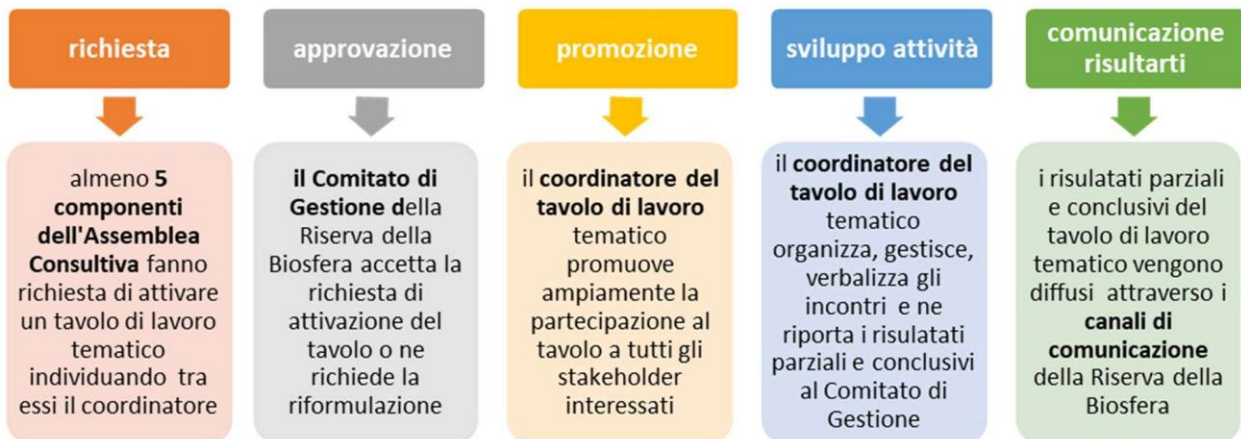 richiesta
almeno 5
componenti
dell'Assemblea
Consultiva fanno
richiesta di attivare
un tavolo di lavoro
tematico
individuando tra
essi il coordinatore
approvazione
il Comitato di
Gestione della
Riserva della
Biosfera accetta la
richiesta di
attivazione del
tavolo o ne
richiede la
riformulazione
promozione
il coordinatore del
tavolo di lavoro
tematico
promuove
ampiamente la
partecipazione al
tavolo a tutti gli
stakeholder
interessati
sviluppo attività
il coordinatore del
tavolo di lavoro
tematico
organizza, gestisce,
verbalizza gli
incontri e ne
riporta i risulatati
parziali e conclusivi
al Comitato di
Gestione
comunicazione
risultarti
i risulatati parziali
e conclusivi del
tavolo di lavoro
tematico vengono
diffusi attraverso i
canali di
comunicazione
della Riserva della
Biosfera